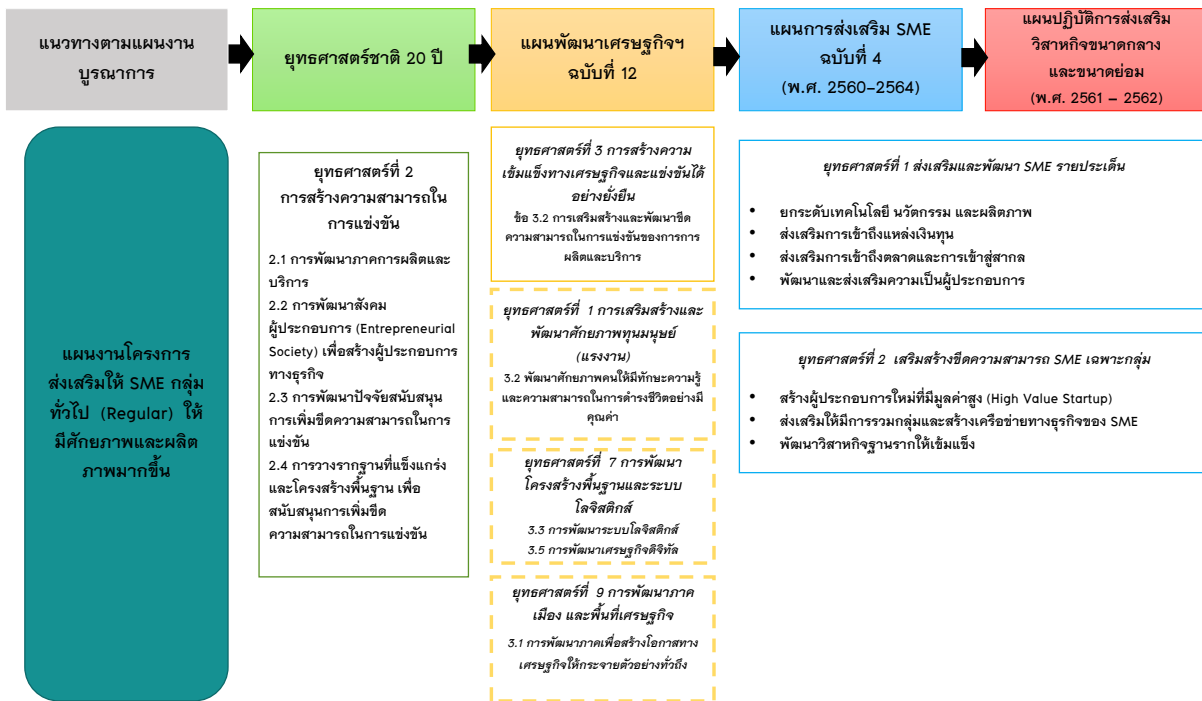 แนวทางตามแผนงาน
บูรณาการ
ยุทธศาสตร์ชาติ 20 ปี
แผนพัฒนาเศรษฐกิจฯ
ฉบับที่ 12
แผนการส่งเสริม SME
ฉบับที่ 4
(พ.ศ. 2560-2564)
แผนปฏิบัติการส่งเสริม
วิสาหกิจขนาดกลาง
และขนาดย่อม
(พ.ศ. 2561 - 2562)
แผนงานโครงการ
ส่งเสริมให้ SME กลุ่ม
ทั่วไป (Regular) ให้
มีศักยภาพและผลิต
ภาพมากขึ้น
ยุทธศาสตร์ที่ 2
การสร้างความสามารถใน
การแข่งขัน
2.1 การพัฒนาภาคการผลิตและ
บริการ
2.2 การพัฒนาสังคม
ผู้ประกอบการ (Entrepreneurial
Society) เพื่อสร้างผู้ประกอบการ
ทางธุรกิจ
2.3 การพัฒนาปัจจัยสนับสนุน
การเพิ่มขีดความสามารถในการ
แข่งขัน
2.4 การวางรากฐานที่แข็งแกร่ง
และโครงสร้างพื้นฐาน เพื่อ
สนับสนุนการเพิ่มขีด
ความสามารถในการแข่งขัน
ยุทธศาสตร์ที่ 3 การสร้างความ
เข้มแข็งทางเศรษฐกิจและแข่งขันได้
อย่างยั่งยืน
ข้อ 3.2 การเสริมสร้างและพัฒนาขีด
ความสามารถในการแข่งขันของการการ
ผลิตและบริการ
ยุทธศาสตร์ที่ 1 การเสริมสร้างและ
พัฒนาศักยภาพทุนมนุษย์
(แรงงาน)
3.2 พัฒนาศักยภาพคนให้มีทักษะความรู้
และความสามารถในการดำรงชีวิตอย่างมี
คุณค่า
ยุทธศาสตร์ที่ 7 การพัฒนา
โครงสร้างพื้นฐานและระบบ
โลจิสติกส์
3.3 การพัฒนาระบบโลจิสติกส์
3.5 การพัฒนาเศรษฐกิจดิจิทัล
ยุทธศาสตร์ที่ 9 การพัฒนาภาค
เมือง และพื้นที่เศรษฐกิจ
3.1 การพัฒนาภาคเพื่อสร้างโอกาสทาง
เศรษฐกิจให้กระจายตัวอย่างทั่วถึง
ยุทธศาสตร์ที่ 1 ส่งเสริมและพัฒนา SME รายประเด็น
• ยกระดับเทคโนโลยี นวัตกรรม และผลิตภาพ
• ส่งเสริมการเข้าถึงแหล่งเงินทุน
• ส่งเสริมการเข้าถึงตลาดและการเข้าสู่สากล
• พัฒนาและส่งเสริมความเป็นผู้ประกอบการ
ยุทธศาสตร์ที่ 2 เสริมสร้างขีดความสามารถ SME เฉพาะกลุ่ม
• สร้างผู้ประกอบการใหม่ที่มีมูลค่าสูง (High Value Startup)
• ส่งเสริมให้มีการรวมกลุ่มและสร้างเครือข่ายทางธุรกิจของ SME
• พัฒนาวิสาหกิจฐานรากให้เข้มแข็ง